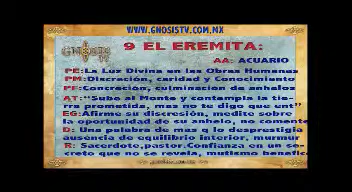 WWW.GNOSISTV.COM.MX
GNOSIS
TV
9 EL EREMITA:
AA: ACUARIO
PE:La Luz Divina en las Obras Humanas
PM:Discreción, caridad y Conocimiento
PF:Concreción, culminación de anhelos
AT:"Sube al Monte y contempla la tie-
rra prometida, mas no te digo que ent"
EG:Afirme su discreción, medite sobre
la oportunidad de su anhelo, no comente
D: Una palabra de mas q lo desprestigia
ausencia de equilibrio interior, murmur
R: Sacerdote,pastor.Confianza en un se-
creto que no se revela, mutismo benefic